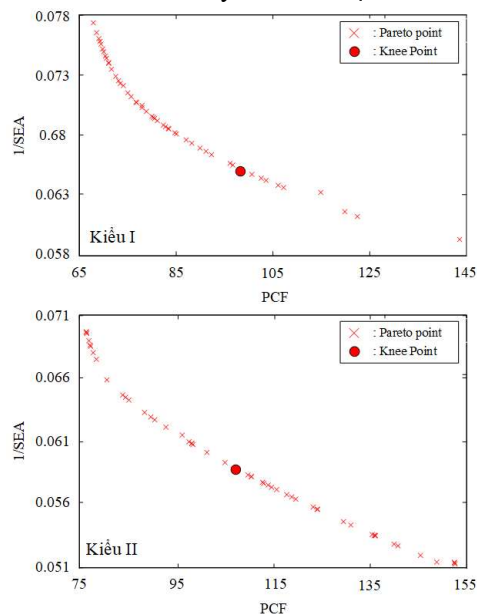 0.078
× : Pareto point
: Knee Point
0.073
0.68
0.063
0.058
1/SEA
Kiểu I
65 85 105 125 145
PCF
0.071
× : Pareto point
: Knee Point
0.066
0.061
0.056
0.051
1/SEA
Kiểu II
75 95 115 135 155
PCF